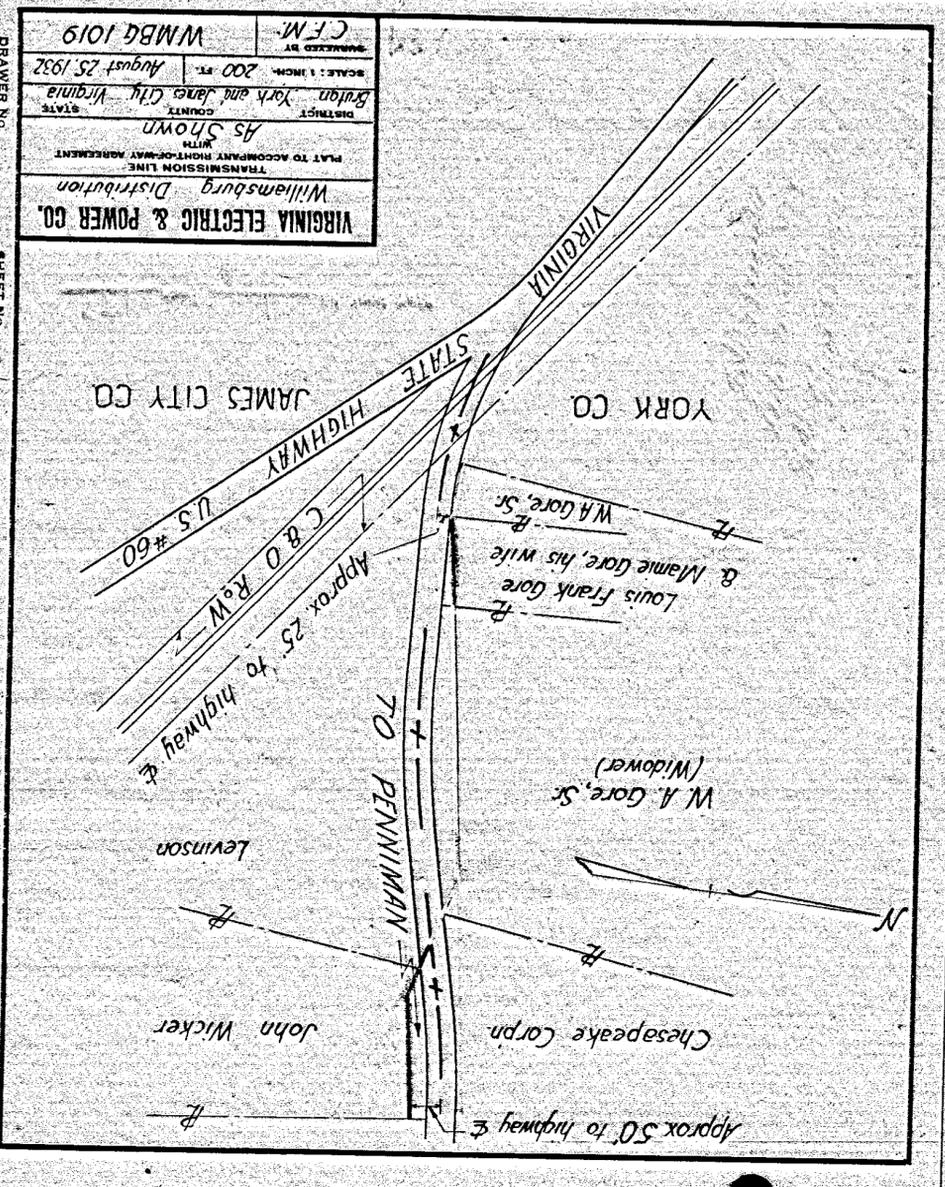 Approx 50' to highway ℄
Chesapeake Corpn.
John Wicker
℄
℄
℄
N
W. A. Gore, Sr.
(Widower)
Levinson
TO PENNIMAN
Approx. 25' to highway ℄
Louis Frank Gore
& Mamie Gore, his wife
℄
℄
W A Gore, Sr.
℄
C & O R.o.W
U.S #60
STATE HIGHWAY
VIRGINIA
YORK CO.
JAMES CITY CO.
VIRGINIA ELECTRIC & POWER CO.
Williamsburg Distribution
TRANSMISSION LINE
PLAT TO ACCOMPANY RIGHT-OF-WAY AGREEMENT
WITH
As Shown
DISTRICT COUNTY STATE
Bruton York and James City Virginia
SCALE: 1 INCH- 200 FT. August 25, 1932
SURVEYED BY
C.F.M. WMBG 1019
DRAWER NO.
SHEET NO.